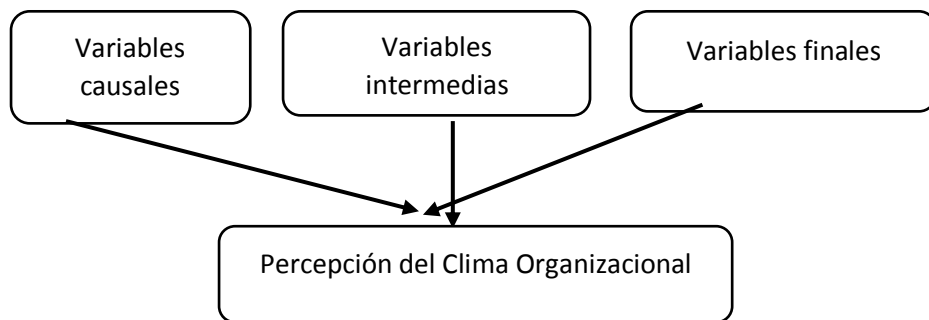 Variables
causales
Variables
intermedias
Variables finales
Percepción del Clima Organizacional